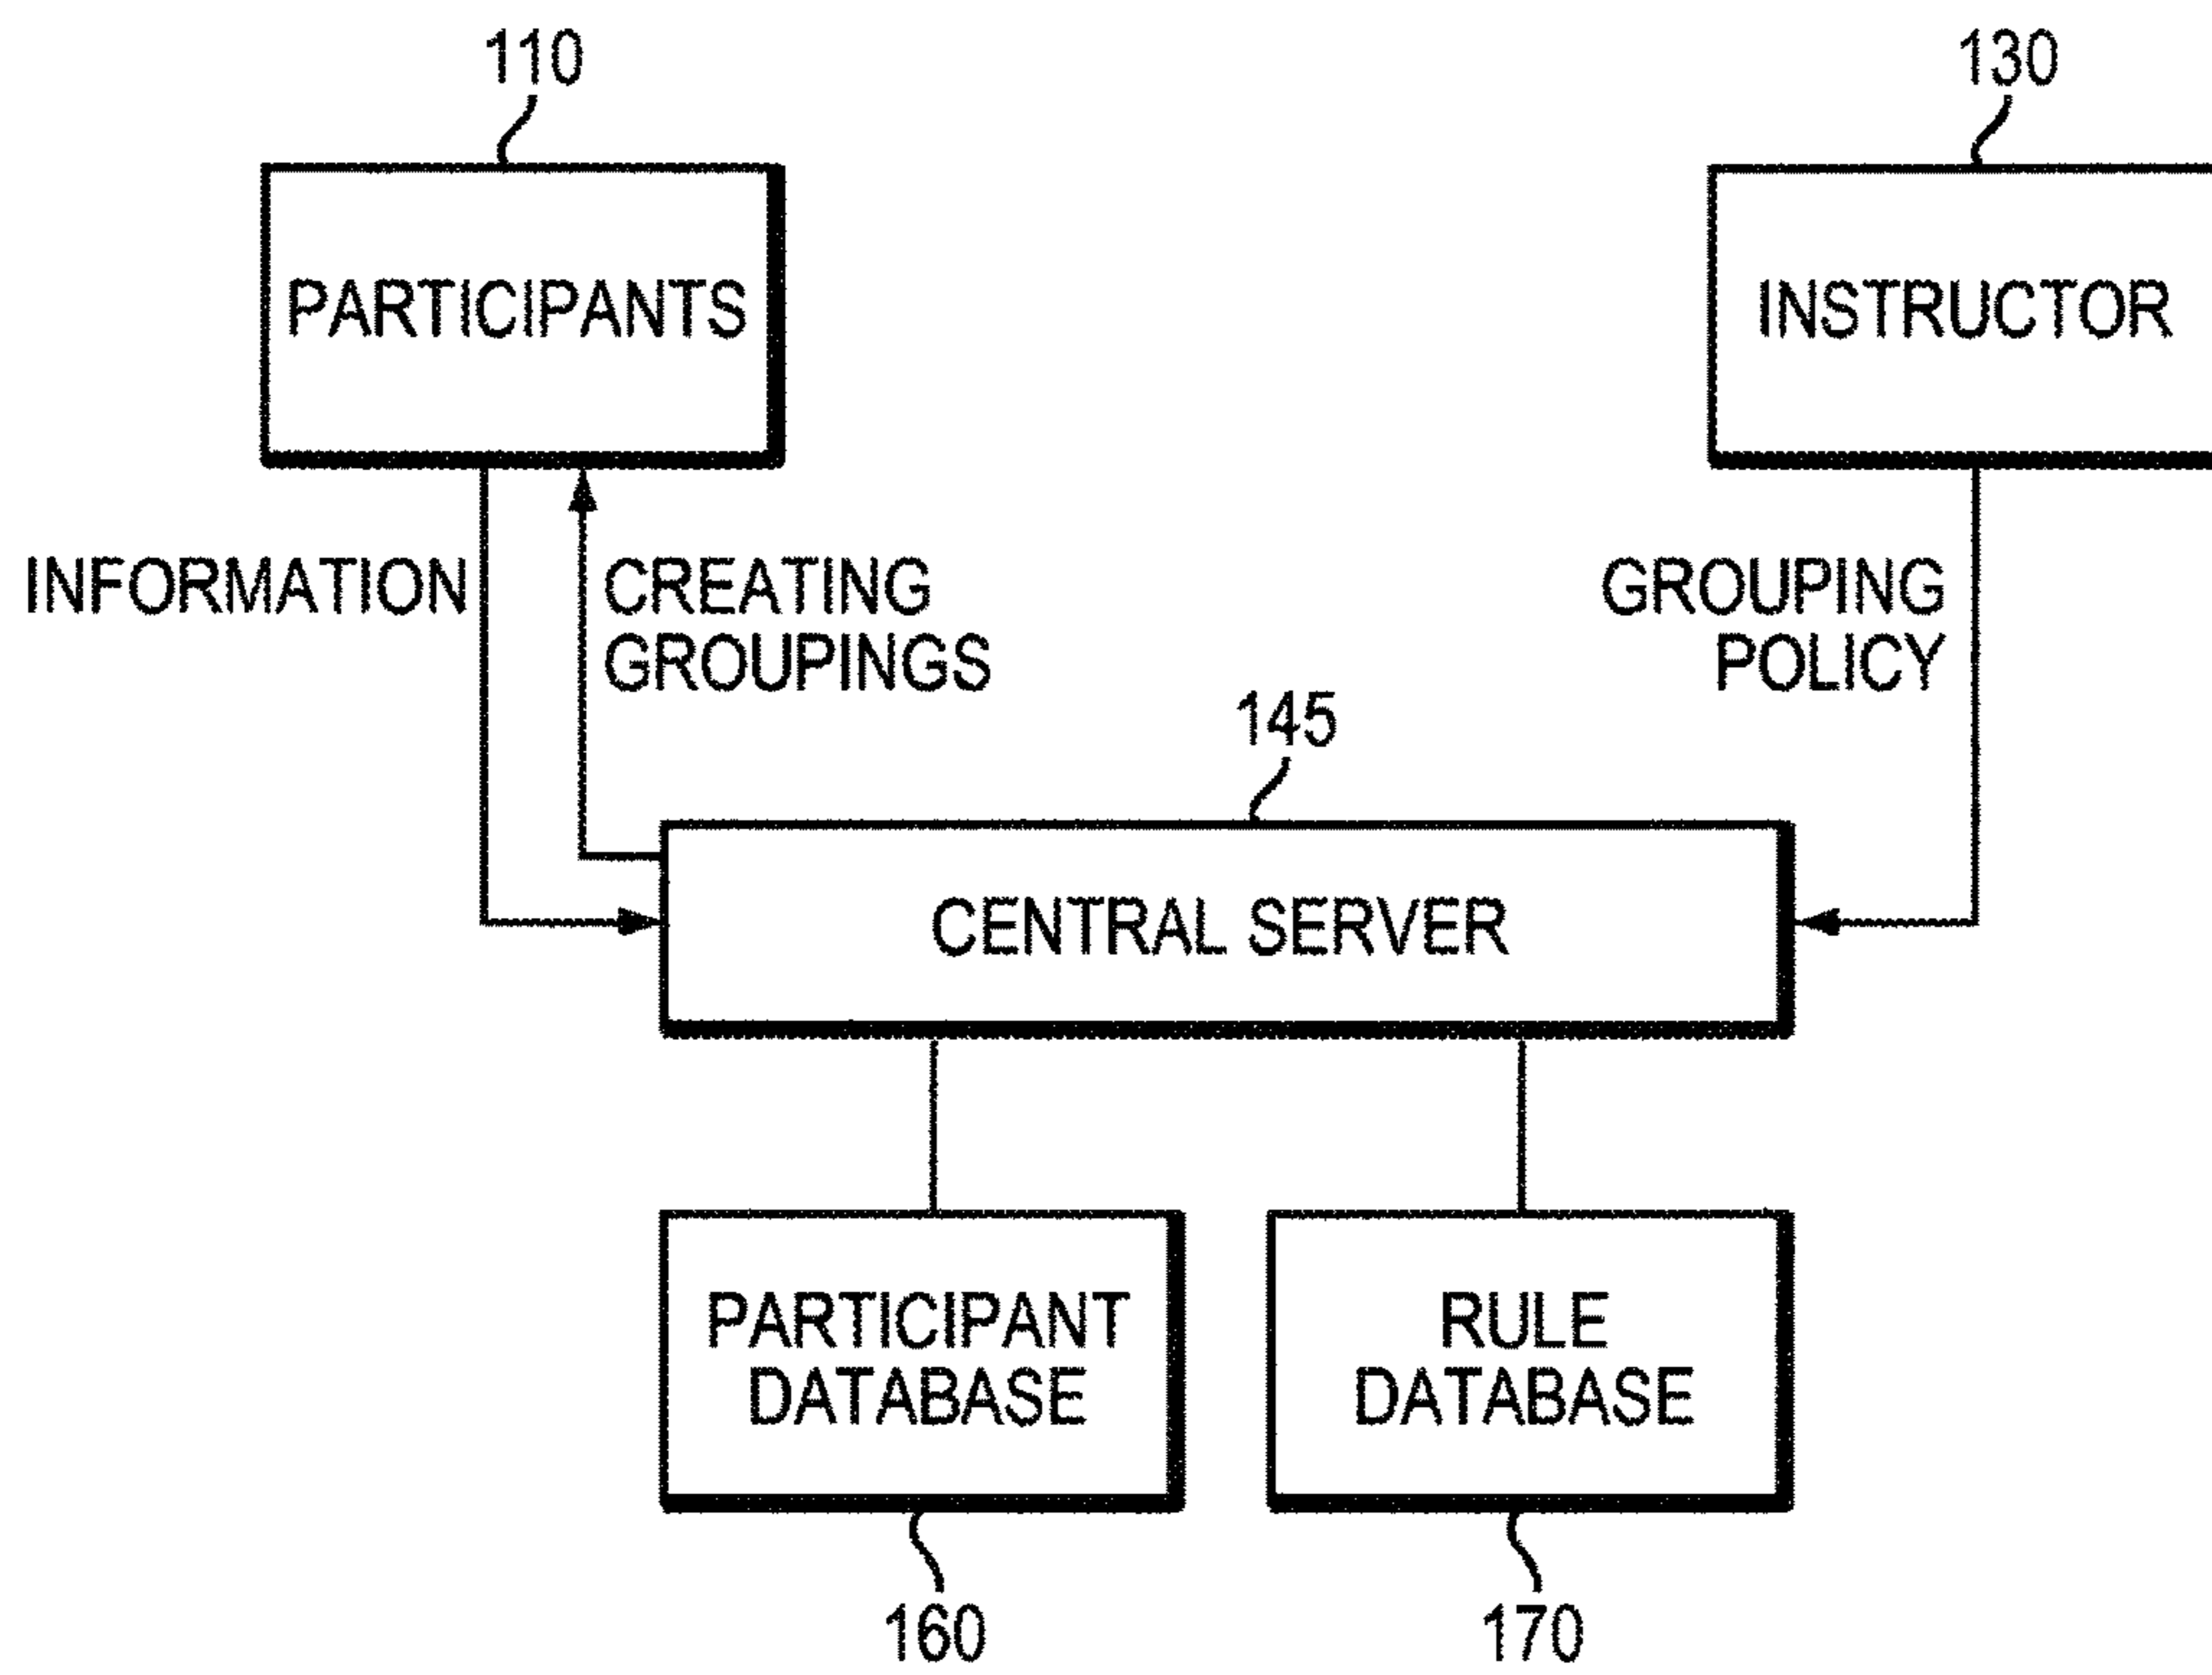 110
130
PARTICIPANTS
INSTRUCTOR
INFORMATION
CREATING
GROUPINGS
GROUPING
POLICY
145
CENTRAL SERVER
PARTICIPANT
DATABASE
RULE
DATABASE
160
170